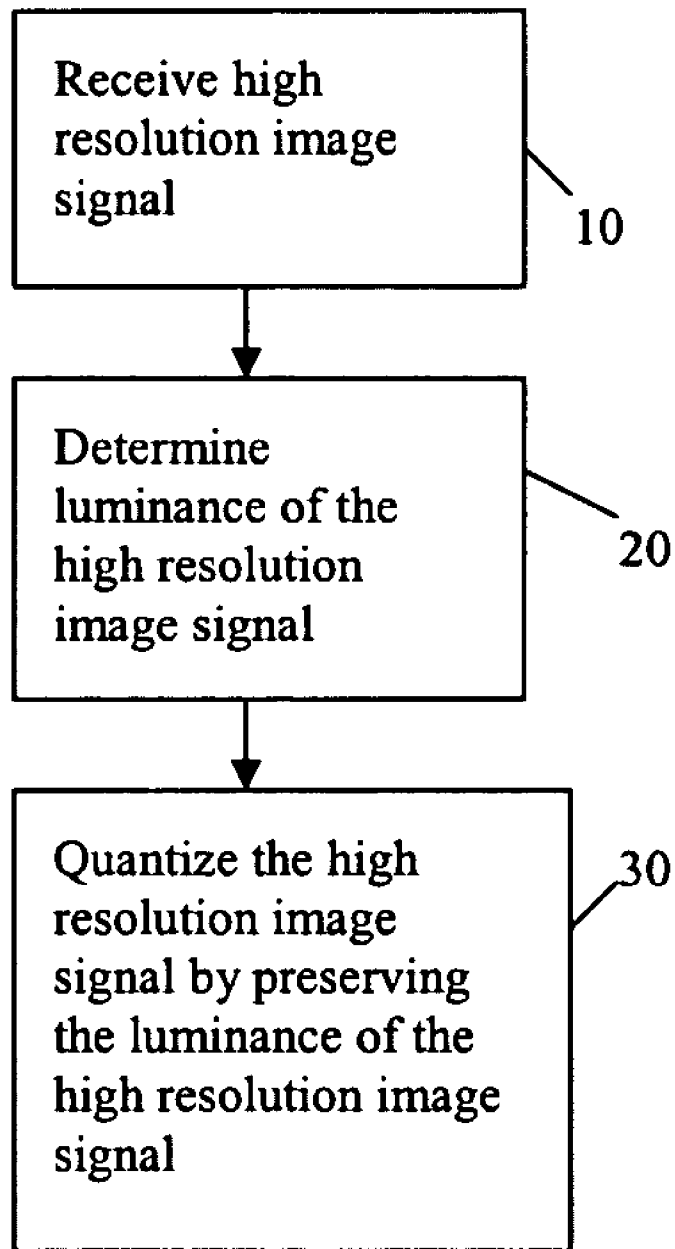 Receive high
resolution image
signal
10
Determine
luminance of the
high resolution
image signal
20
Quantize the high
resolution image
signal by preserving
the luminance of the
high resolution image
signal
30